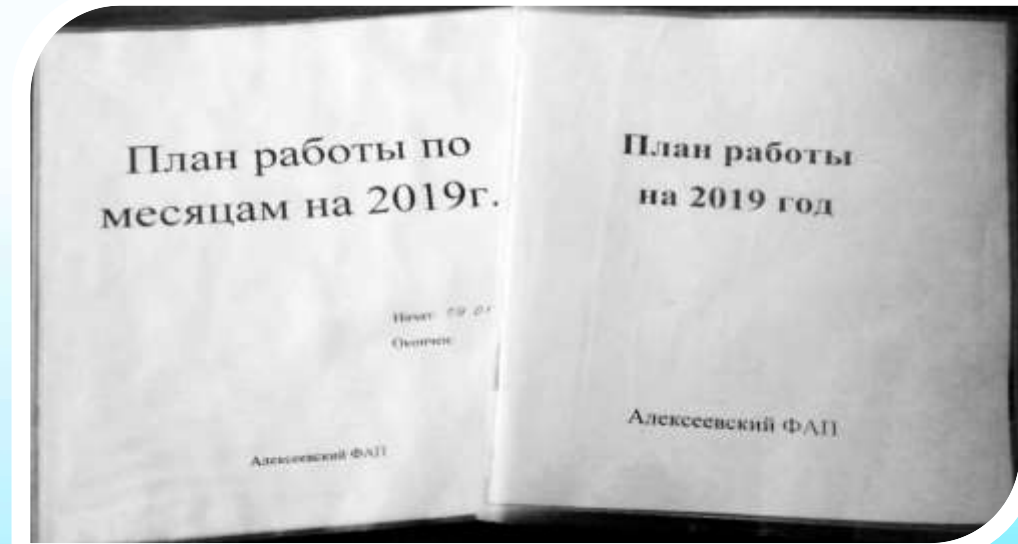 План работы по
месяцам на 2019г.
Начат
Окончен
Алексеевский ФАП
План работы
на 2019 год
Алексеевский ФАП